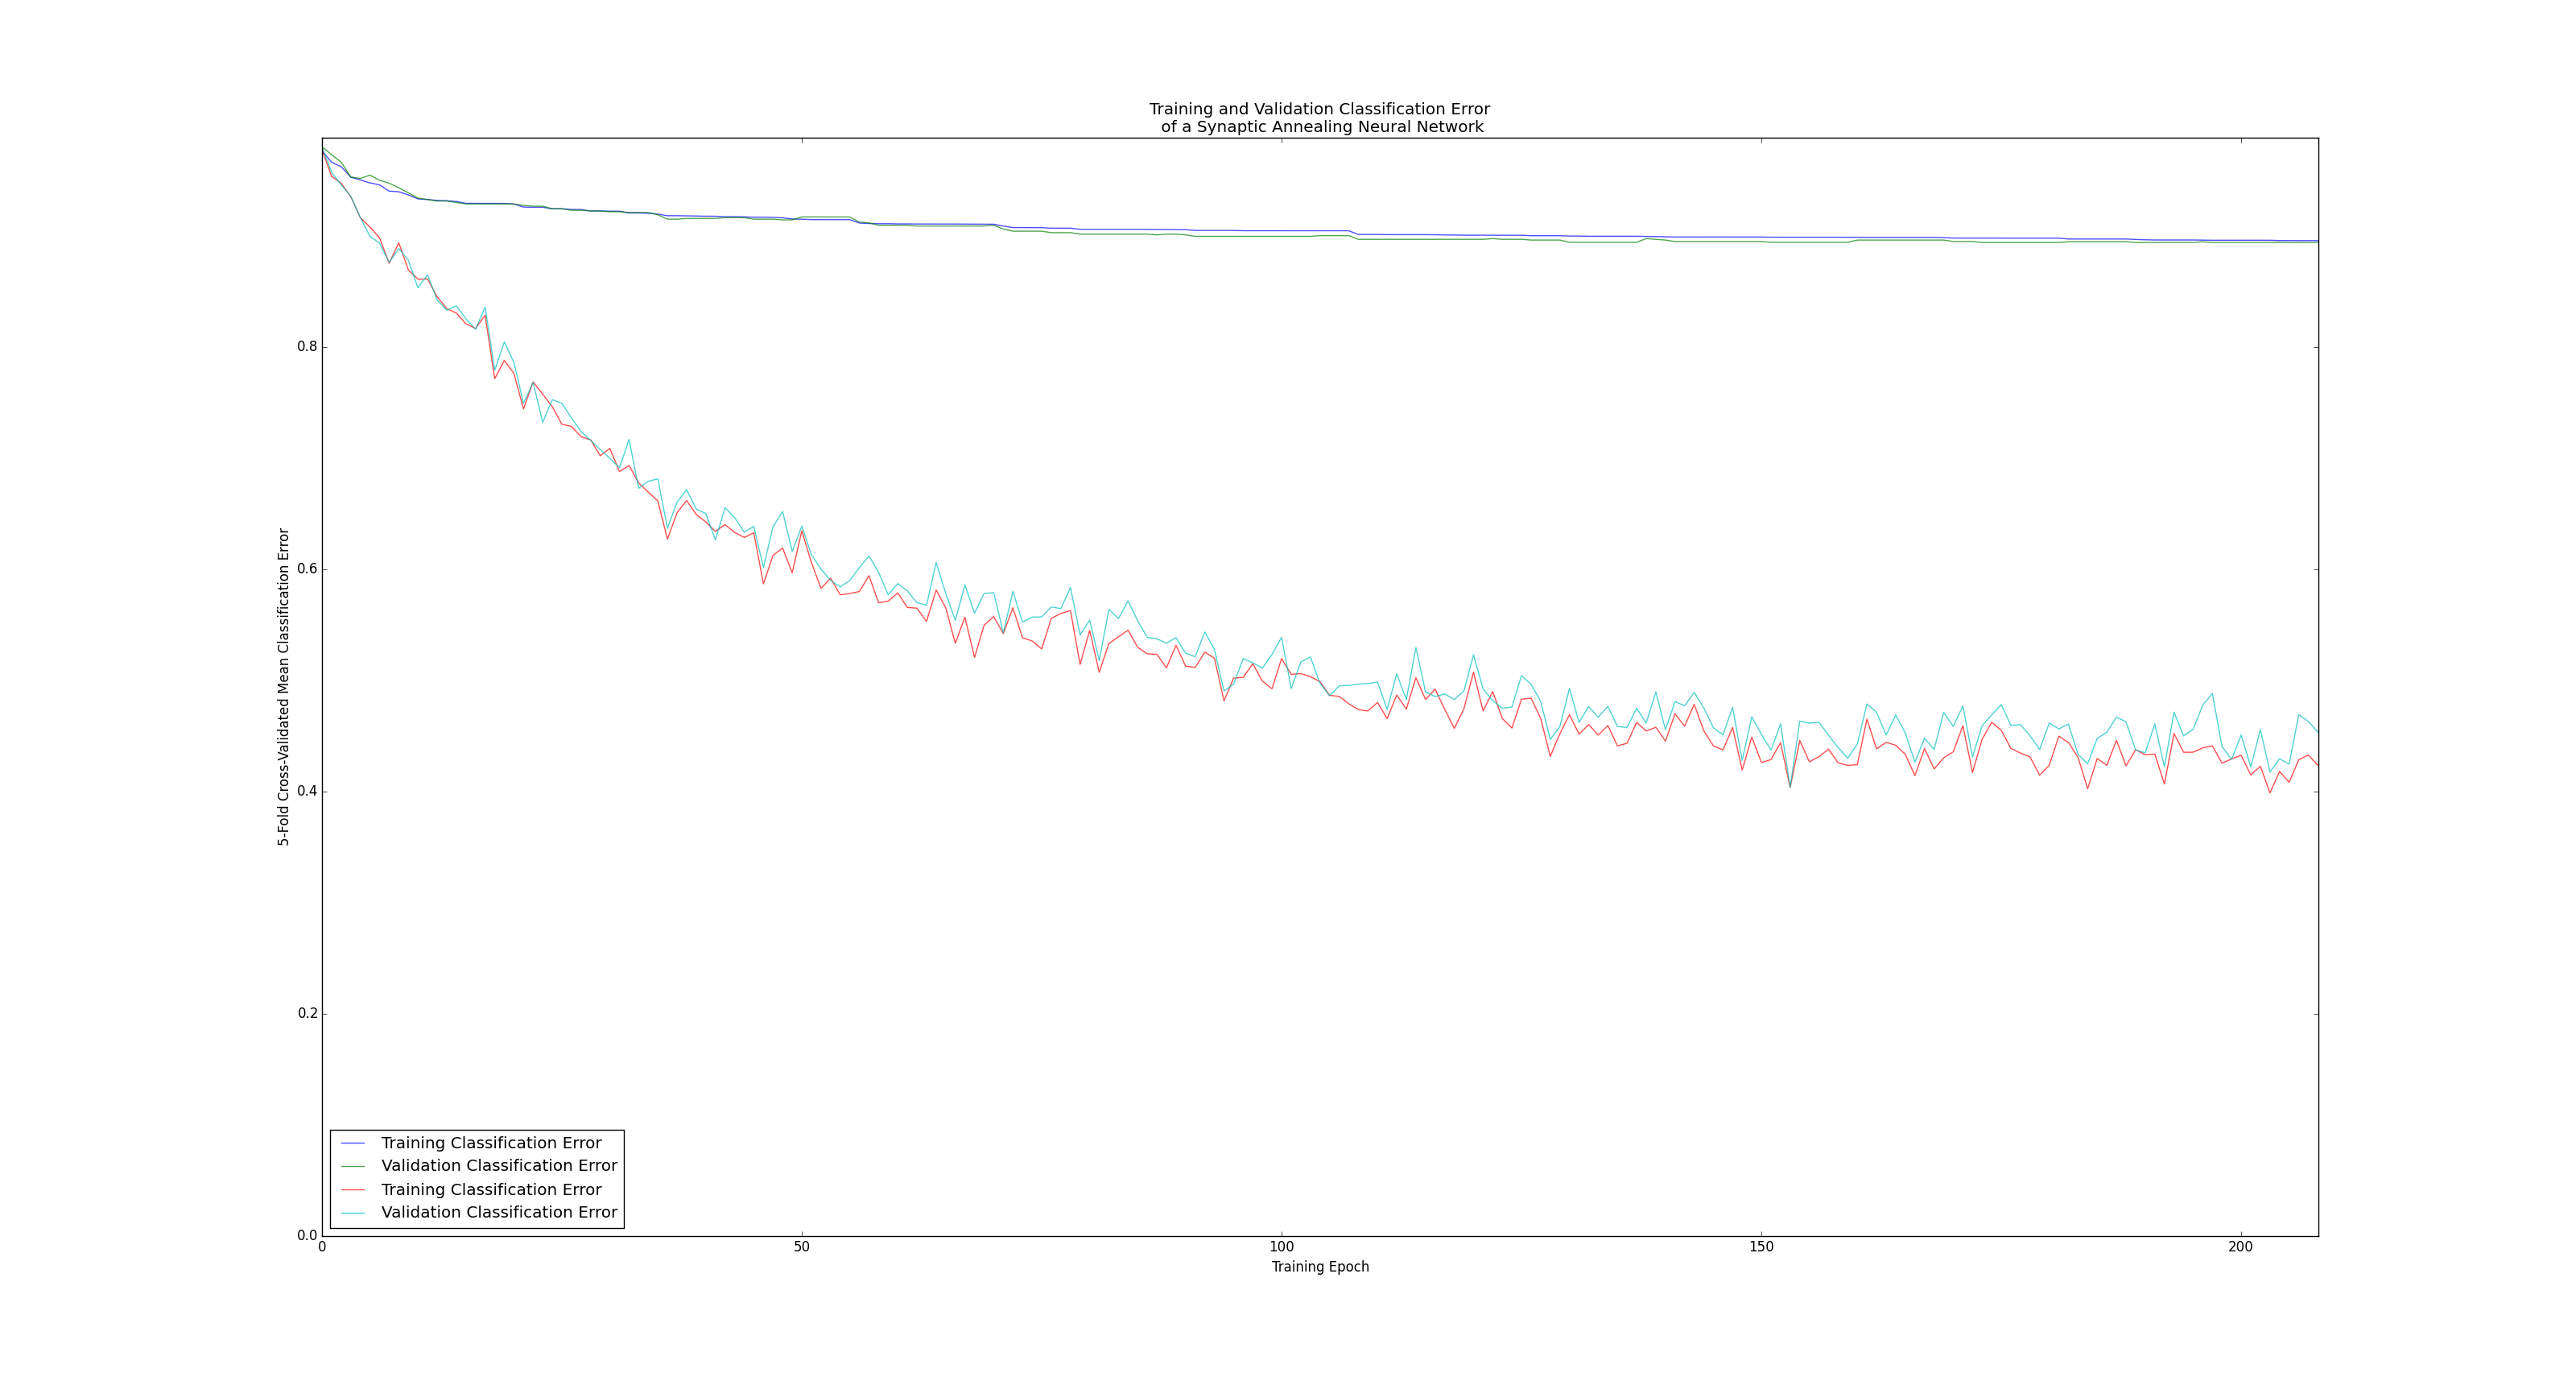 Training and Validation Classification Error
of a Synaptic Annealing Neural Network
5-Fold Cross-Validated Mean Classification Error
0.8
0.6
0.4
0.2
0.0
Training Classification Error
Validation Classification Error
Training Classification Error
Validation Classification Error
0
50
100
150
200
Training Epoch